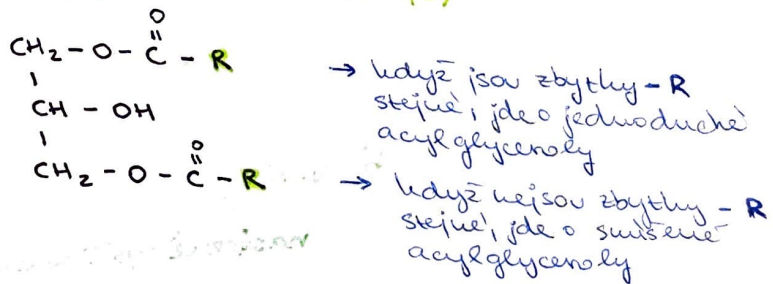 O
CH₂ – O – C – R
CH – OH
O
CH₂ – O – C – R
→ když jsou zbytky – R
stejné, jde o jednoduché
acylglyceroly
→ když nejsou zbytky – R
stejné, jde o smíšené
acylglyceroly